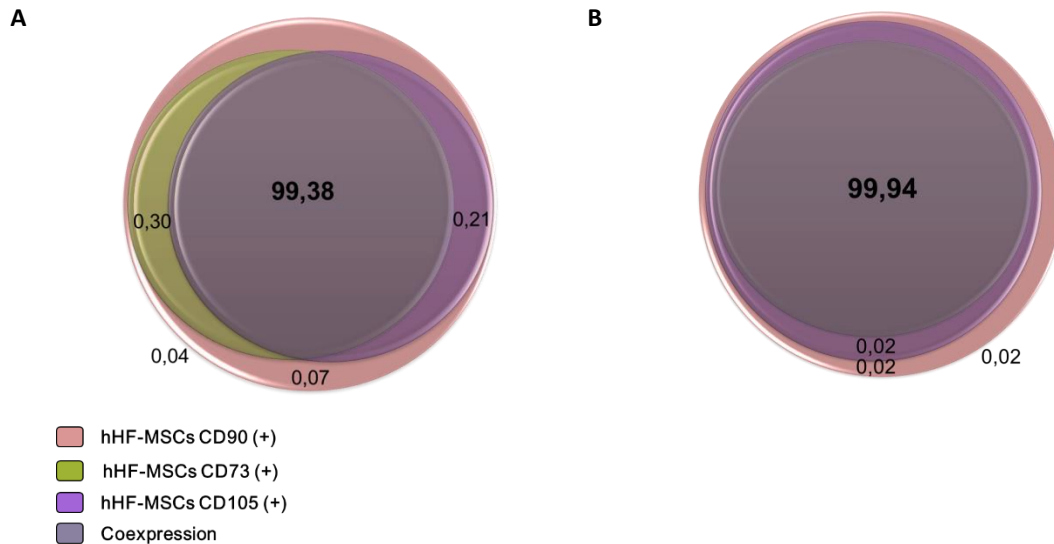 A
B
99,38
0,30
0,21
0,04
0,07
99,94
0,02
0,02
0,02
hHF-MSCs CD90 (+)
hHF-MSCs CD73 (+)
hHF-MSCs CD105 (+)
Coexpression